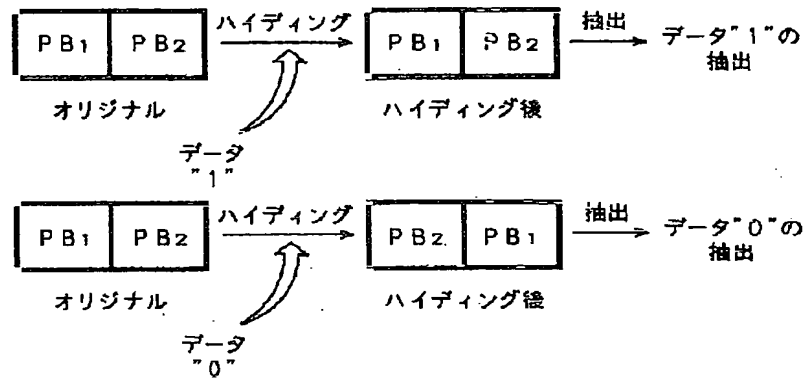 PB1 PB2 ハイディング PB1 PB2 抽出 データ"1"の
抽出
オリジナル ハイディング後
データ
"1"
PB1 PB2 ハイディング PB2 PB1 抽出 データ"0"の
抽出
オリジナル ハイディング後
データ
"0"